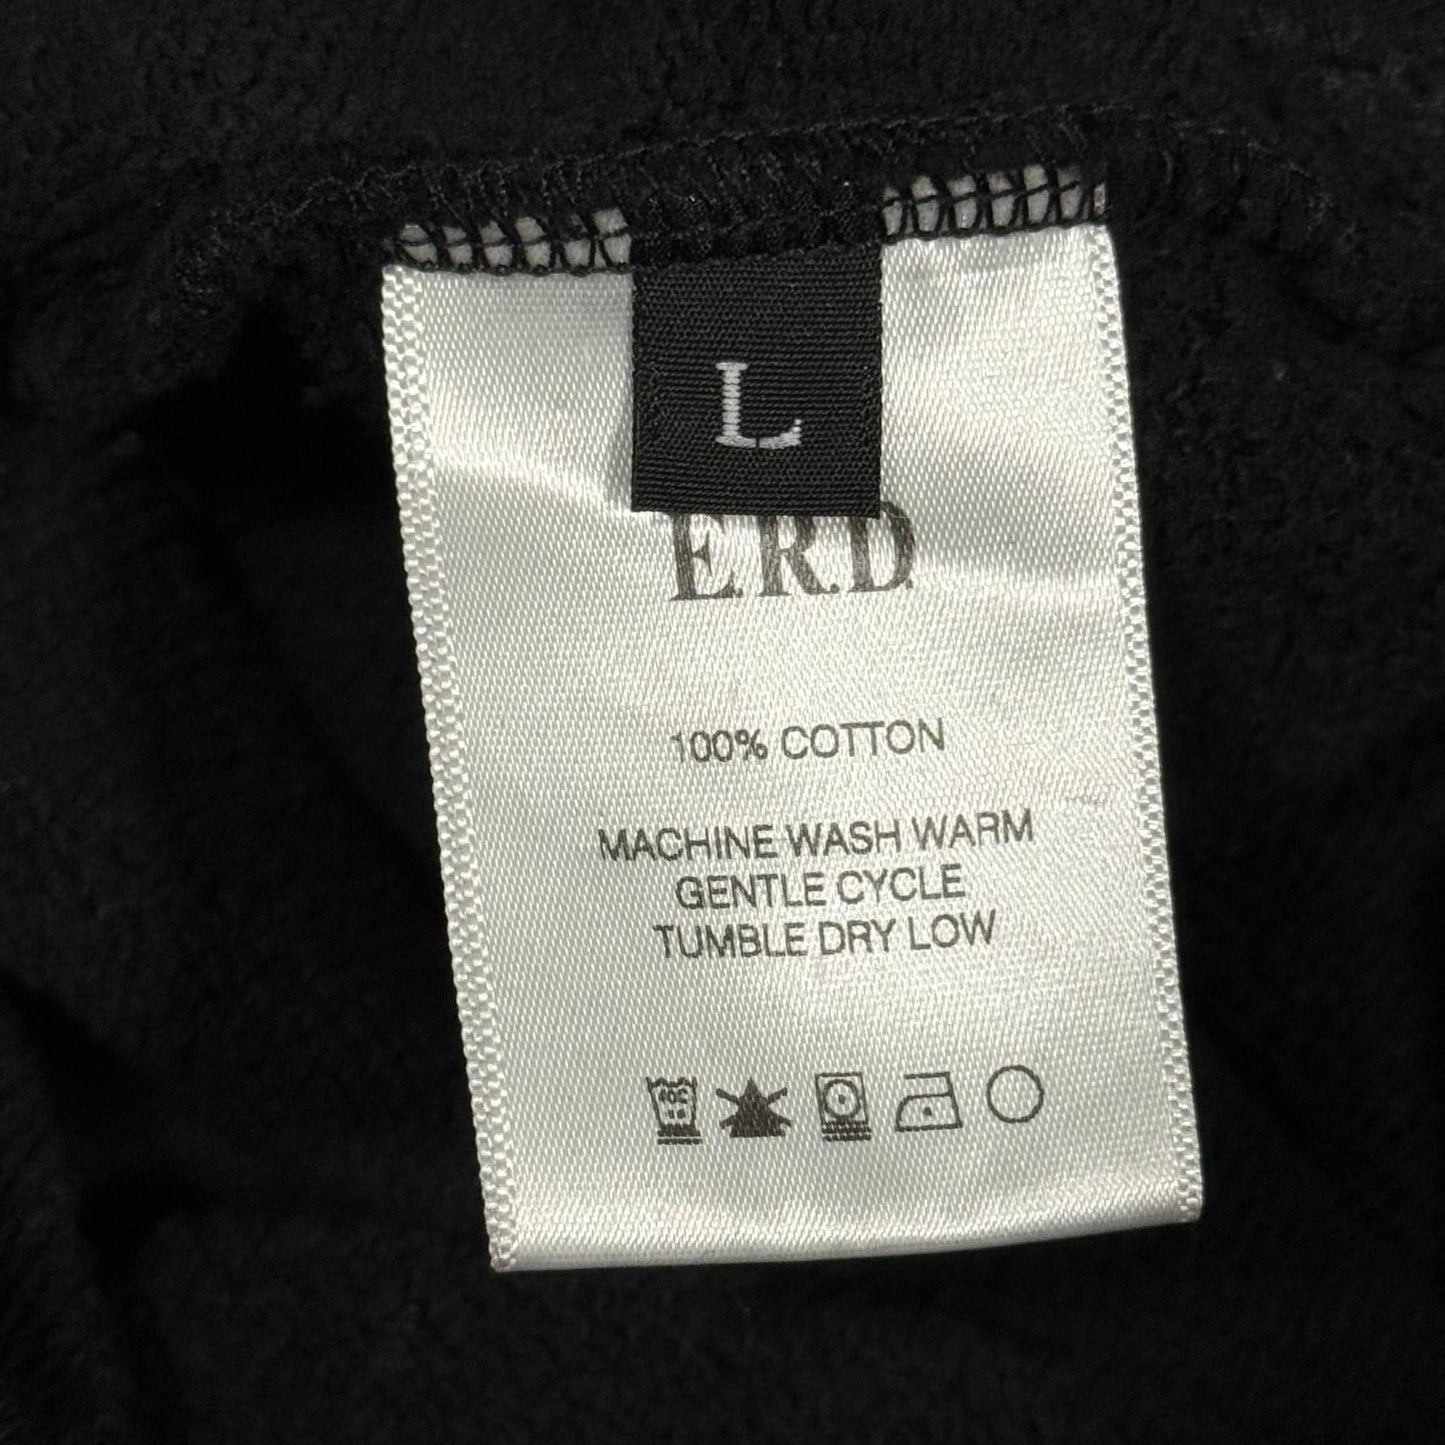 L
E.R.D
100% COTTON
MACHINE WASH WARM
GENTLE CYCLE
TUMBLE DRY LOW